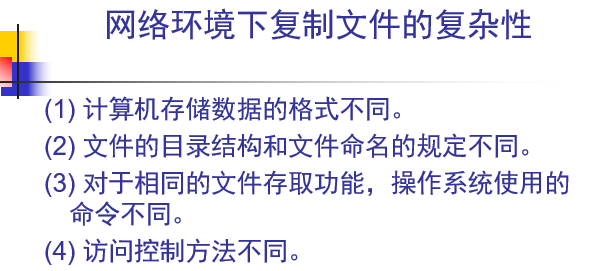 网络环境下复制文件的复杂性
(1) 计算机存储数据的格式不同。
(2) 文件的目录结构和文件命名的规定不同。
(3) 对于相同的文件存取功能，操作系统使用的
命令不同。
(4) 访问控制方法不同。